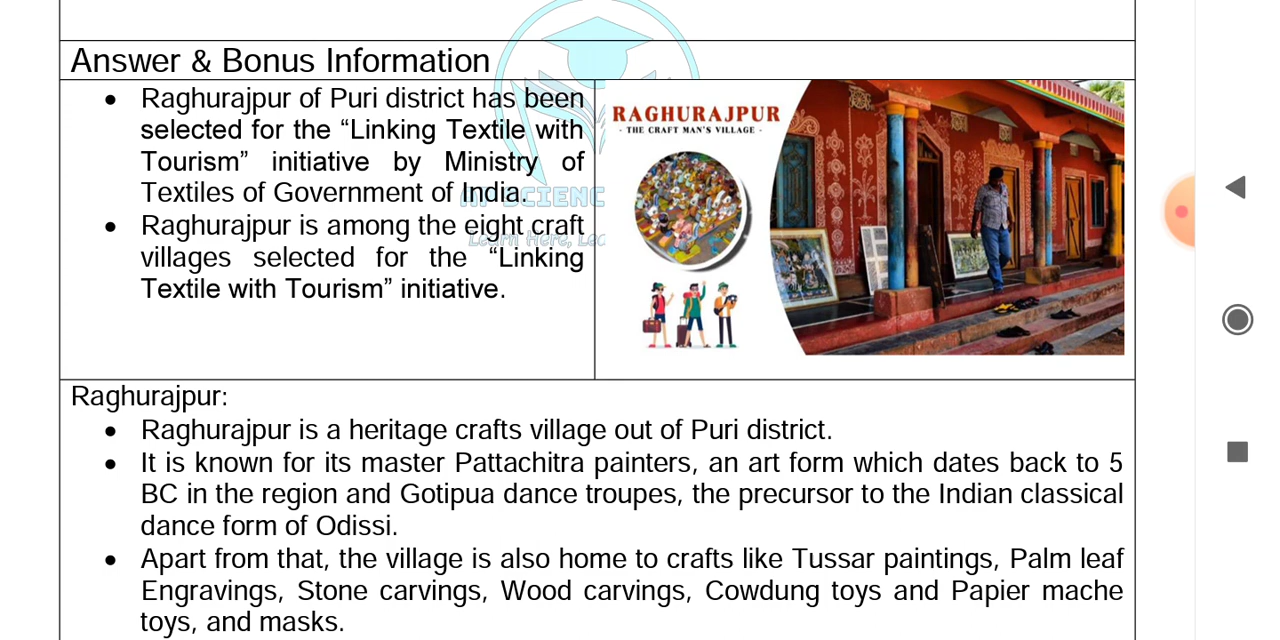 Answer & Bonus Information
• Raghurajpur of Puri district has been
selected for the “Linking Textile with
Tourism” initiative by Ministry of
Textiles of Government of India.
• Raghurajpur is among the eight craft
villages selected for the “Linking
Textile with Tourism” initiative.
RAGHURAJPUR
- THE CRAFT MAN'S VILLAGE -
Raghurajpur:
• Raghurajpur is a heritage crafts village out of Puri district.
• It is known for its master Pattachitra painters, an art form which dates back to 5
BC in the region and Gotipua dance troupes, the precursor to the Indian classical
dance form of Odissi.
• Apart from that, the village is also home to crafts like Tussar paintings, Palm leaf
Engravings, Stone carvings, Wood carvings, Cowdung toys and Papier mache
toys, and masks.